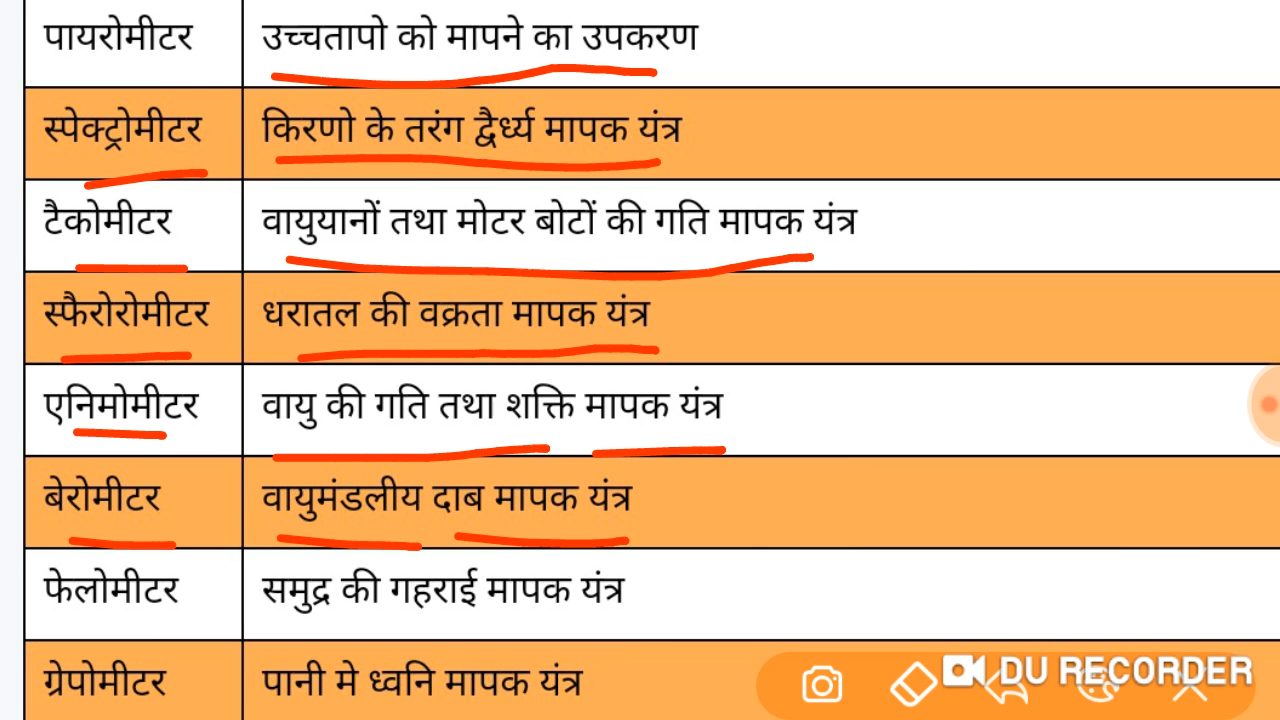 पायरोमीटर उच्चतापो को मापने का उपकरण
स्पेक्ट्रोमीटर किरणो के तरंग द्वैर्ध्य मापक यंत्र
टैकोमीटर वायुयानों तथा मोटर बोटों की गति मापक यंत्र
स्फैरोरोमीटर धरातल की वक्रता मापक यंत्र
एनिमोमीटर वायु की गति तथा शक्ति मापक यंत्र
बेरोमीटर वायुमंडलीय दाब मापक यंत्र
फेलोमीटर समुद्र की गहराई मापक यंत्र
ग्रेपोमीटर पानी मे ध्वनि मापक यंत्र
DU RECORDER